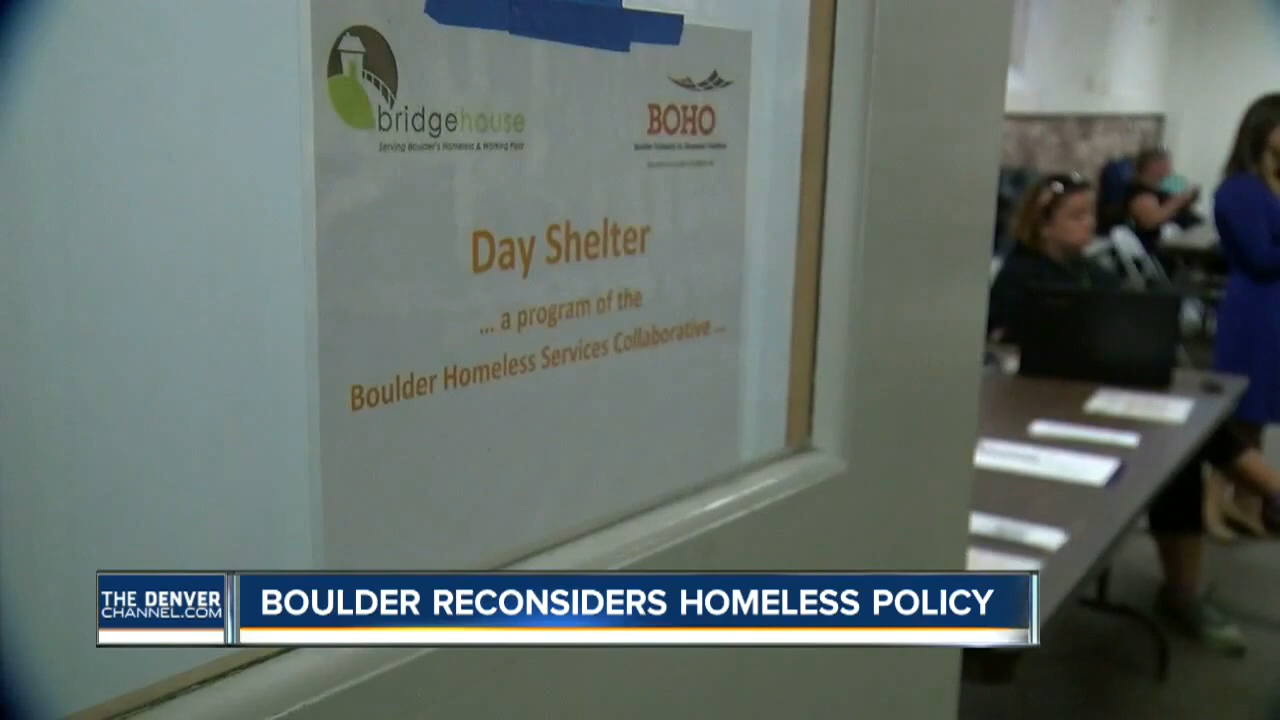 bridgehouse
Serving Boulder's Homeless & Working Poor
BOHO
Day Shelter
... a program of the
Boulder Homeless Services Collaborative ...
THE DENVER
CHANNEL.COM
BOULDER RECONSIDERS HOMELESS POLICY